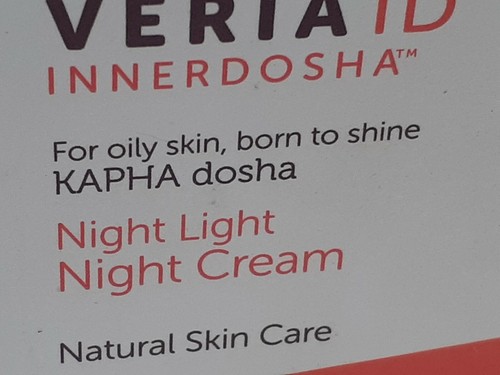 VERIA ID
INNERDOSHA™
For oily skin, born to shine
KAPHA dosha
Night Light
Night Cream
Natural Skin Care